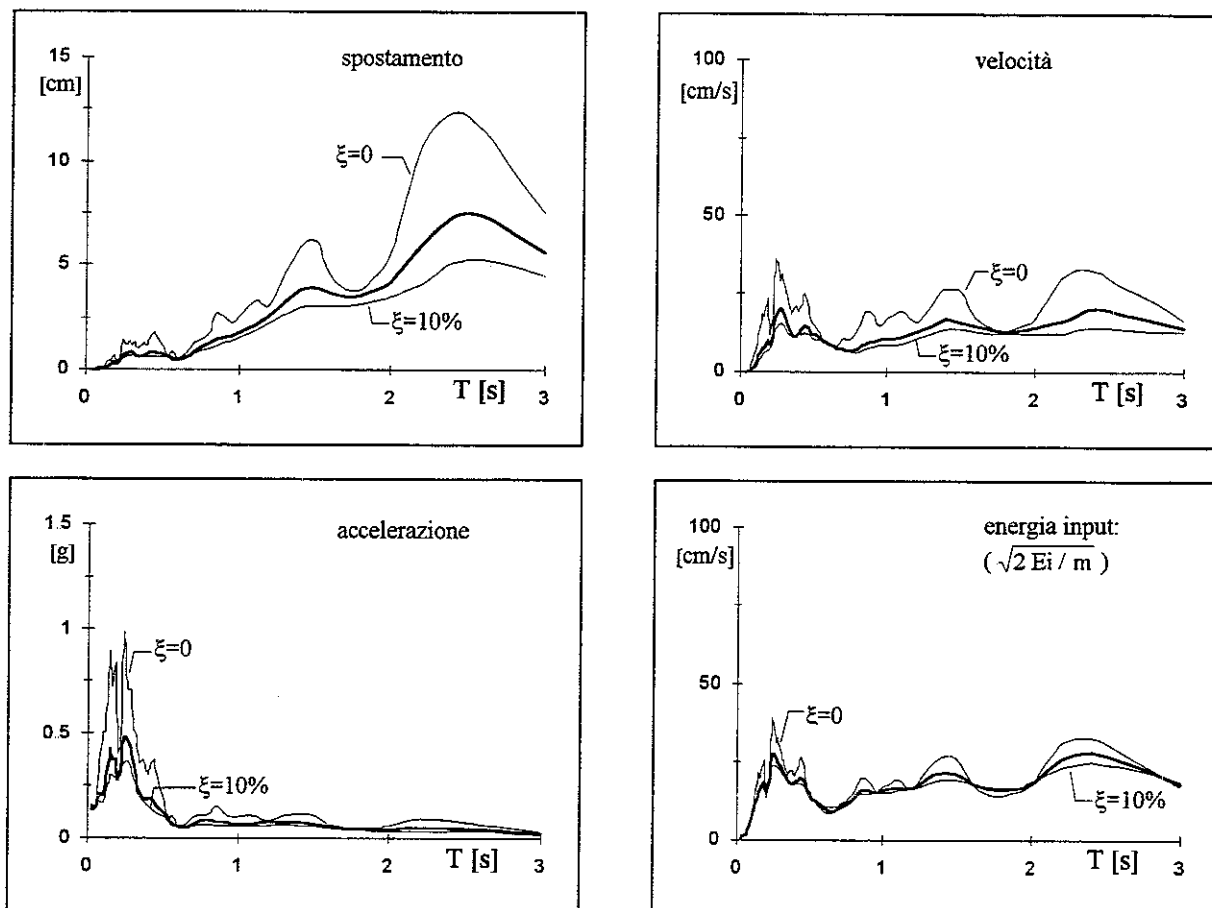 spostamento
15
[cm]
10
5
0
ξ=0
ξ=10%
0
1
2
3
T [s]
velocità
100
[cm/s]
50
0
ξ=0
ξ=10%
0
1
2
3
T [s]
accelerazione
1.5
[g]
1
0.5
0
ξ=0
ξ=10%
0
1
2
3
T [s]
energia input:
( √2 Ei / m )
100
[cm/s]
50
0
ξ=0
ξ=10%
0
1
2
3
T [s]